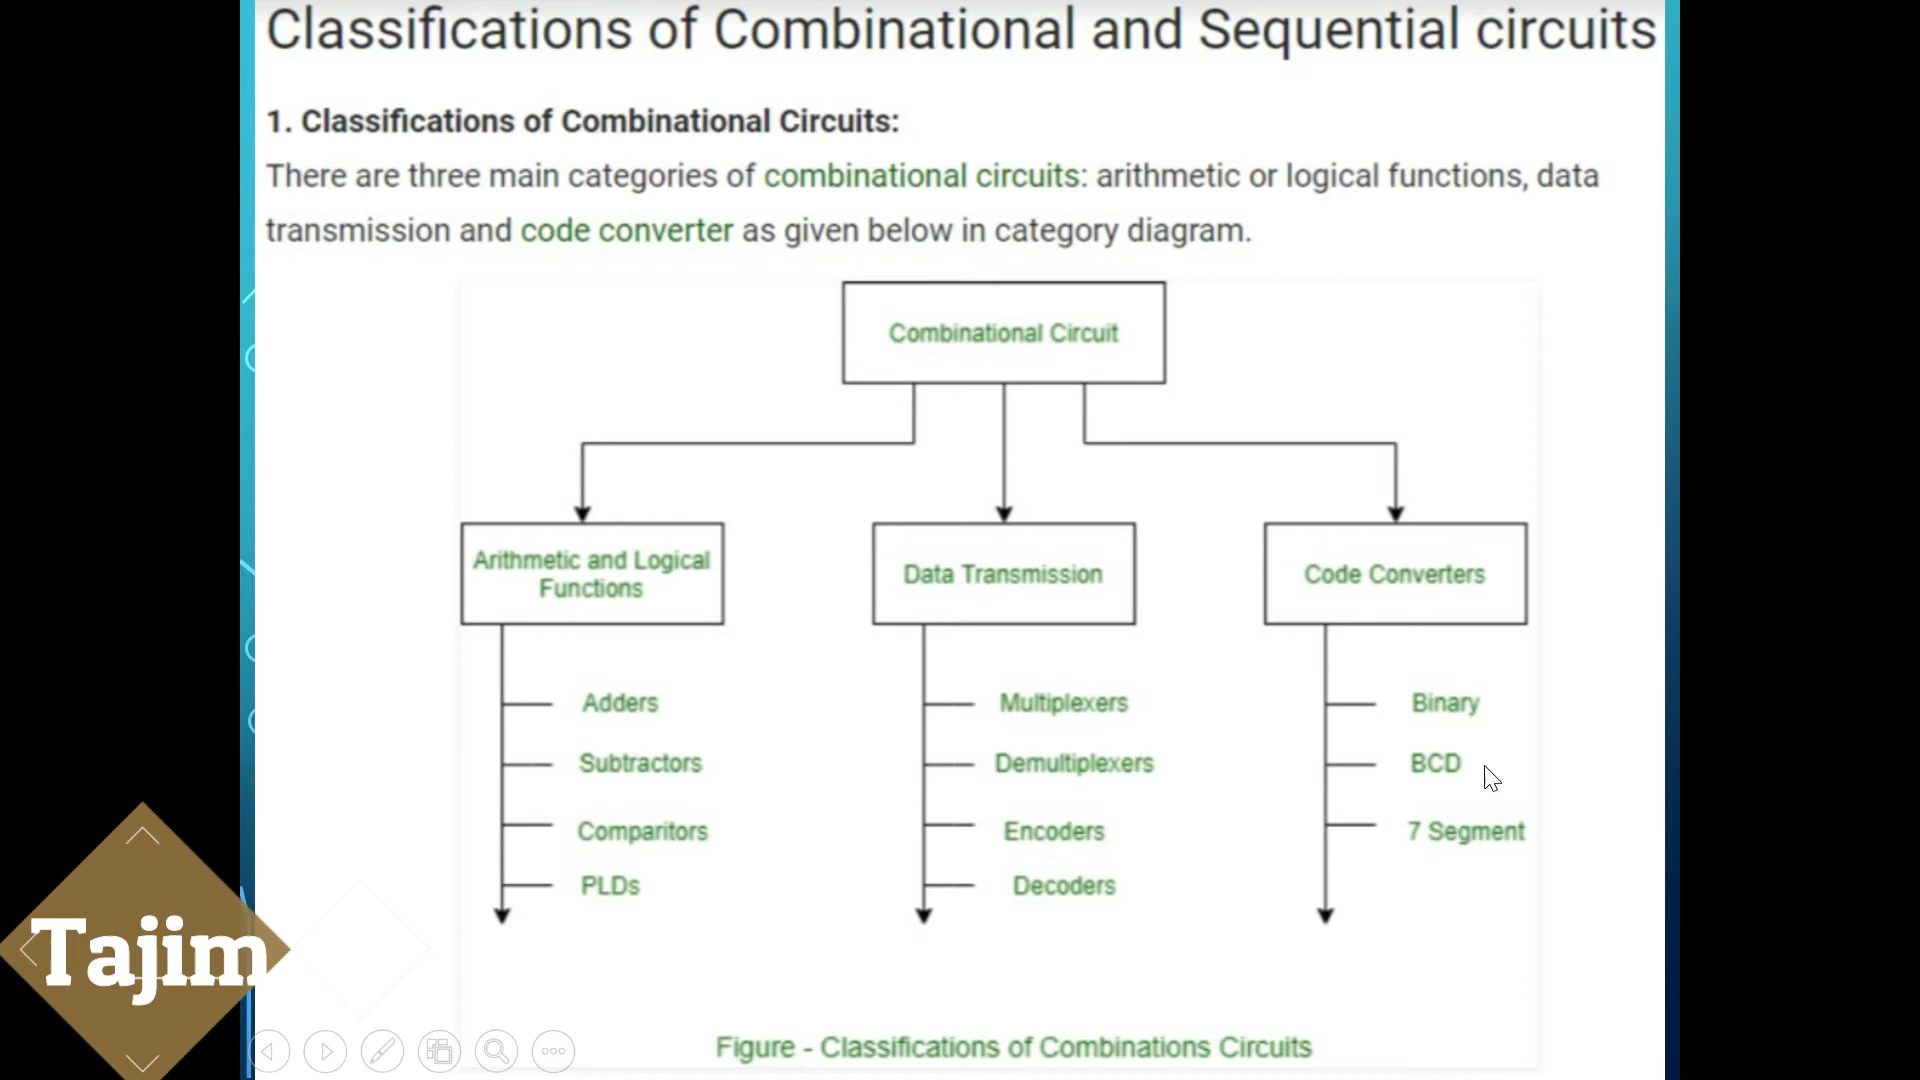 Classifications of Combinational and Sequential circuits
1. Classifications of Combinational Circuits:
There are three main categories of combinational circuits: arithmetic or logical functions, data
transmission and code converter as given below in category diagram.
Combinational Circuit
Arithmetic and Logical
Functions
Data Transmission
Code Converters
Adders
Subtractors
Comparitors
PLDs
Multiplexers
Demultiplexers
Encoders
Decoders
Binary
BCD
7 Segment
Figure - Classifications of Combinations Circuits
Tajim